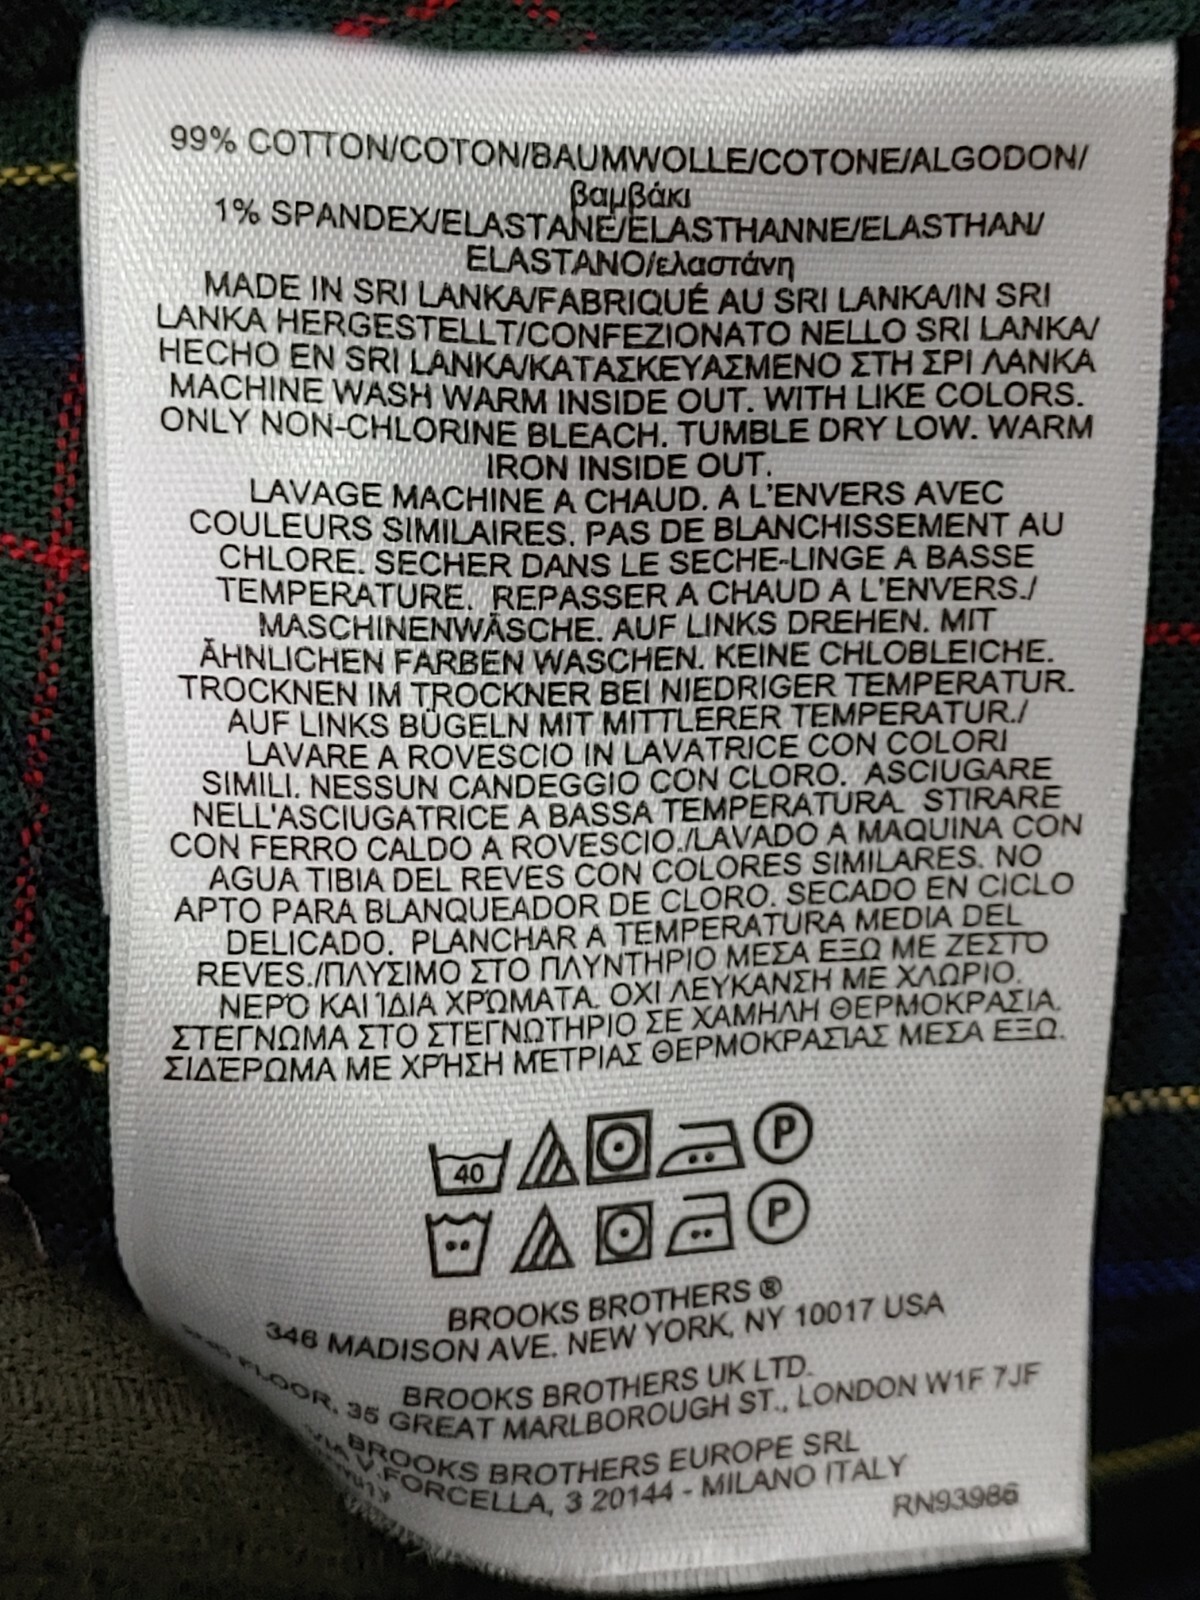 99% COTTON/COTON/BAUMWOLLE/COTONE/ALGODON/
βαμβάκι
1% SPANDEX/ELASTANE/ELASTHANNE/ELASTHAN/
ELASTANO/ελαστάνη
MADE IN SRI LANKA/FABRIQUÉ AU SRI LANKA/IN SRI
LANKA HERGESTELLT/CONFEZIONATO NELLO SRI LANKA/
HECHO EN SRI LANKA/ΚΑΤΑΣΚΕΥΑΣΜΕΝΟ ΣΤΗ ΣΡΙ ΛΑΝΚΑ
MACHINE WASH WARM INSIDE OUT. WITH LIKE COLORS.
ONLY NON-CHLORINE BLEACH. TUMBLE DRY LOW. WARM
IRON INSIDE OUT.
LAVAGE MACHINE A CHAUD. A L'ENVERS AVEC
COULEURS SIMILAIRES. PAS DE BLANCHISSEMENT AU
CHLORE. SECHER DANS LE SECHE-LINGE A BASSE
TEMPERATURE. REPASSER A CHAUD A L'ENVERS./
MASCHINENWÄSCHE. AUF LINKS DREHEN. MIT
ÄHNLICHEN FARBEN WASCHEN. KEINE CHLOBLEICHE.
TROCKNEN IM TROCKNER BEI NIEDRIGER TEMPERATUR.
AUF LINKS BÜGELN MIT MITTLERER TEMPERATUR./
LAVARE A ROVESCIO IN LAVATRICE CON COLORI
SIMILI. NESSUN CANDEGGIO CON CLORO. ASCIUGARE
NELL'ASCIUGATRICE A BASSA TEMPERATURA. STIRARE
CON FERRO CALDO A ROVESCIO./LAVADO A MAQUINA CON
AGUA TIBIA DEL REVES CON COLORES SIMILARES. NO
APTO PARA BLANQUEADOR DE CLORO. SECADO EN CICLO
DELICADO. PLANCHAR A TEMPERATURA MEDIA DEL
REVES./ΠΛΥΣΙΜΟ ΣΤΟ ΠΛΥΝΤΗΡΙΟ ΜΕΣΑ ΕΞΩ ΜΕ ΖΕΣΤΌ
ΝΕΡΌ ΚΑΙ ΊΔΙΑ ΧΡΏΜΑΤΑ. ΟΧΙ ΛΕΥΚΑΝΣΗ ΜΕ ΧΛΩΡΙΟ.
ΣΤΕΓΝΩΜΑ ΣΤΟ ΣΤΕΓΝΩΤΗΡΙΟ ΣΕ ΧΑΜΗΛΗ ΘΕΡΜΟΚΡΑΣΙΑ.
ΣΙΔΈΡΩΜΑ ΜΕ ΧΡΉΣΗ ΜΈΤΡΙΑΣ ΘΕΡΜΟΚΡΑΣΙΑΣ ΜΕΣΑ ΕΞΩ.
40 P
P
BROOKS BROTHERS ®
346 MADISON AVE. NEW YORK, NY 10017 USA
BROOKS BROTHERS UK LTD.
FLOOR, 35 GREAT MARLBOROUGH ST., LONDON W1F 7JF
BROOKS BROTHERS EUROPE SRL
VIA V.FORCELLA, 3 20144 - MILANO ITALY
RN93986